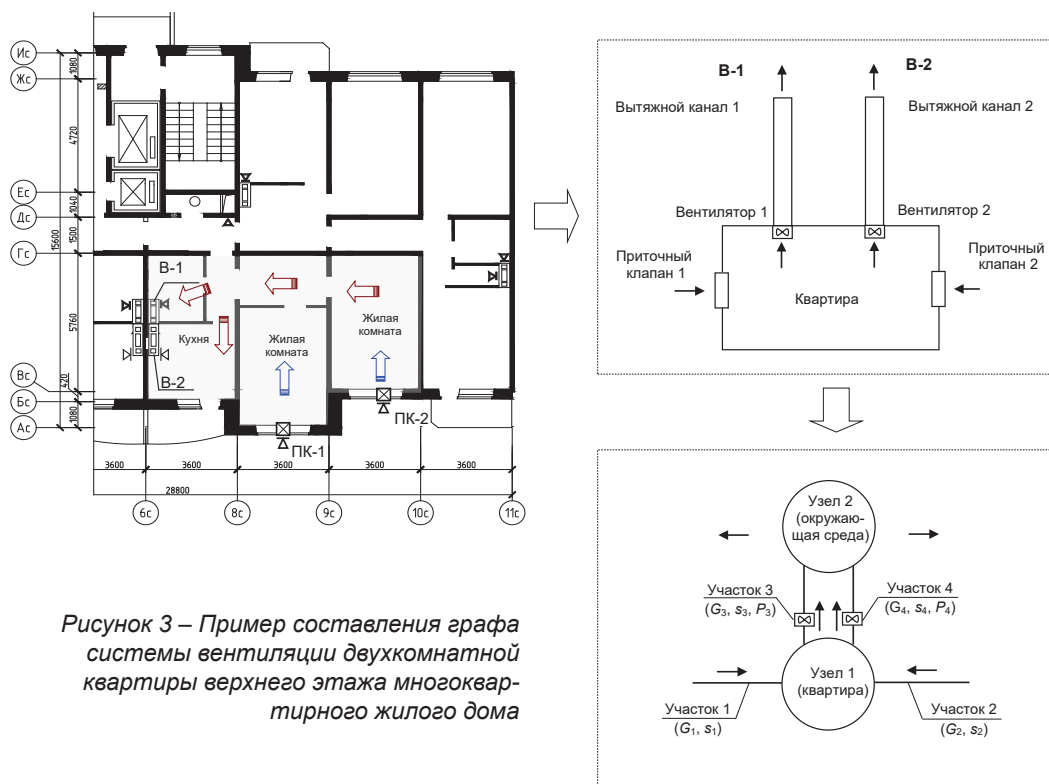 Ис
Жс
Ес
Дс
Гс
Вс
Бс
Ас
1080
4720
1040
1500
5760
420
1080
15600
В-1
Кухня
В-2
Жилая
комната
Жилая
комната
ПК-2
ПК-1
3600
3600
3600
3600
3600
28800
6с
8с
9с
10с
11с
В-1
В-2
Вытяжной канал 1
Вытяжной канал 2
Вентилятор 1
Вентилятор 2
Приточный
клапан 1
Приточный
клапан 2
Квартира
Узел 2
(окружаю-
щая среда)
Участок 3
(G3, s3, P3)
Участок 4
(G4, s4, P4)
Узел 1
(квартира)
Участок 1
(G1, s1)
Участок 2
(G2, s2)
Рисунок 3 – Пример составления графа
системы вентиляции двухкомнатной
квартиры верхнего этажа многоквар-
тирного жилого дома